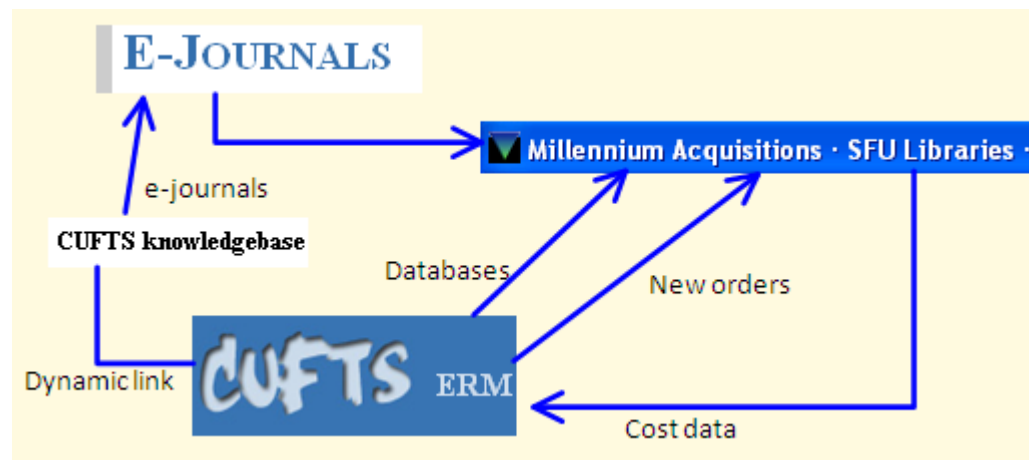 E-JOURNALS
Millennium Acquisitions · SFU Libraries ·
e-journals
CUFTS knowledgebase
Databases
New orders
Dynamic link
CUFTS ERM
Cost data